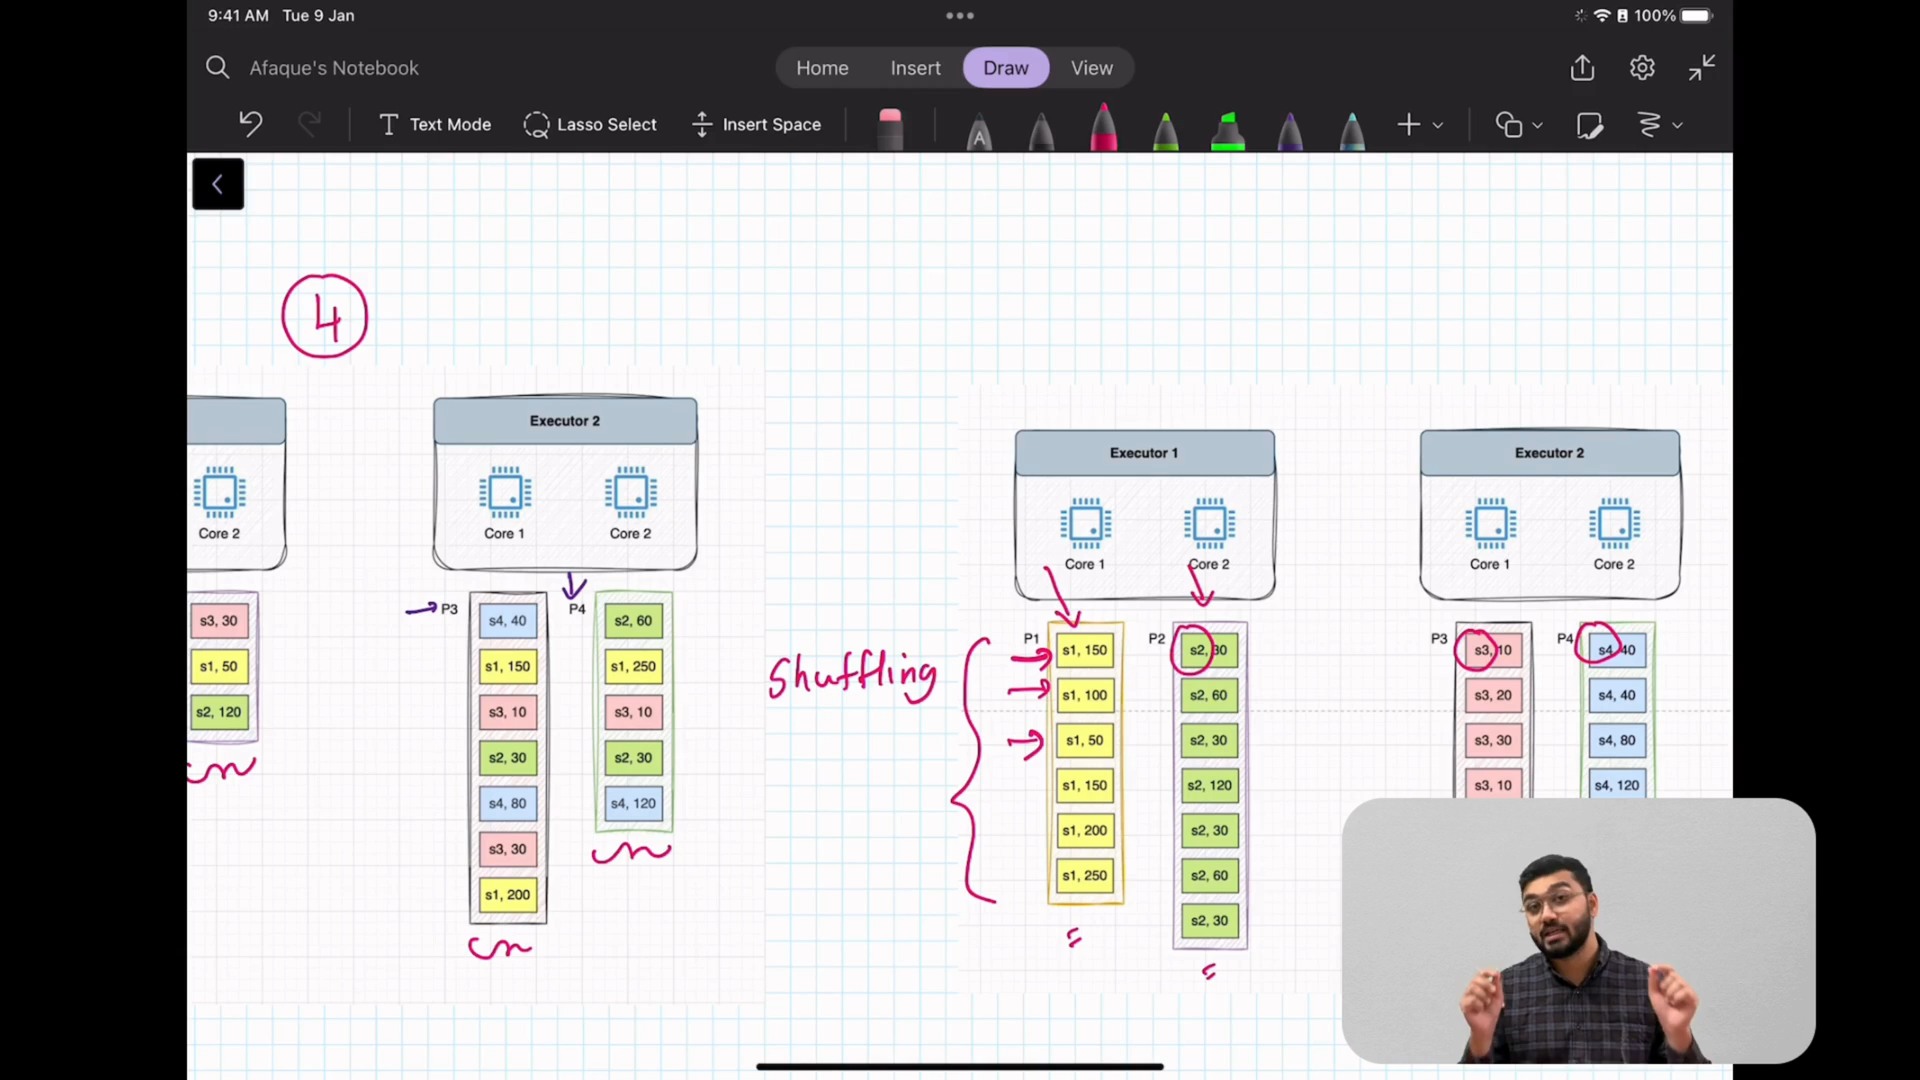 9:41 AM Tue 9 Jan
100%
Afaque's Notebook
Home Insert Draw View
Text Mode Lasso Select Insert Space
A
4
Core 2
s3, 30
s1, 50
s2, 120
Executor 2
Core 1 Core 2
P3
s4, 40
s1, 150
s3, 10
s2, 30
s4, 80
s3, 30
s1, 200
P4
s2, 60
s1, 250
s3, 10
s2, 30
s4, 120
Shuffling
Executor 1
Core 1 Core 2
P1
s1, 150
s1, 100
s1, 50
s1, 150
s1, 200
s1, 250
P2
s2, 30
s2, 60
s2, 30
s2, 120
s2, 30
s2, 60
s2, 30
Executor 2
Core 1 Core 2
P3
s3, 10
s3, 20
s3, 30
s3, 10
P4
s4, 40
s4, 40
s4, 80
s4, 120